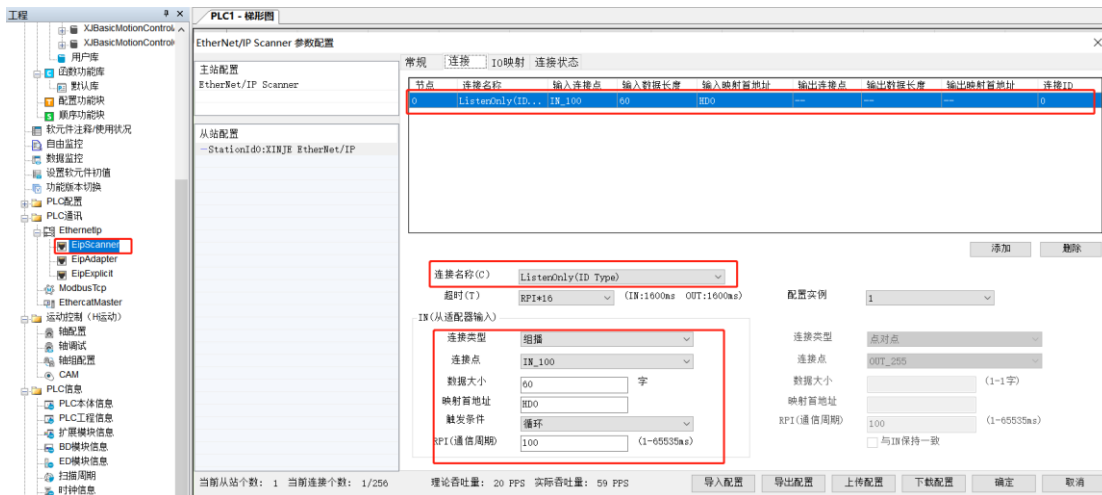 工程
XJBasicMotionControl
XJBasicMotionControl
用户库
函数功能库
默认库
配置功能块
顺序功能块
软元件注释/使用状况
自由监控
数据监控
设置软元件初值
功能版本切换
PLC配置
PLC通讯
EthernetIp
EipScanner
EipAdapter
EipExplicit
ModbusTcp
EthercatMaster
运动控制（H运动）
轴配置
轴调试
轴组配置
CAM
PLC信息
PLC本体信息
PLC工程信息
扩展模块信息
BD模块信息
ED模块信息
扫描周期
时钟信息
PLC1 - 梯形图
EtherNet/IP Scanner 参数配置
主站配置
EtherNet/IP Scanner
从站配置
StationId0:XINJE EtherNet/IP
常规 连接 IO映射 连接状态
节点 连接名称 输入连接点 输入数据长度 输入映射首地址 输出连接点 输出数据长度 输出映射首地址 连接ID
0 ListenOnly(ID... IN_100 60 HD0 -- -- -- 0
添加 删除
连接名称(C) ListenOnly(ID Type)
超时(T) RPI*16 (IN:1600ms OUT:1600ms) 配置实例 1
IN(从适配器输入)
连接类型 组播 连接类型 点对点
连接点 IN_100 连接点 OUT_255
数据大小 60 字 数据大小 (1-1字)
映射首地址 HD0 映射首地址
触发条件 循环 RPI(通信周期) 100 (1-65535ms)
RPI(通信周期) 100 (1-65535ms) 与IN保持一致
当前从站个数: 1 当前连接个数: 1/256 理论吞吐量: 20 PPS 实际吞吐量: 59 PPS 导入配置 导出配置 上传配置 下载配置 确定 取消